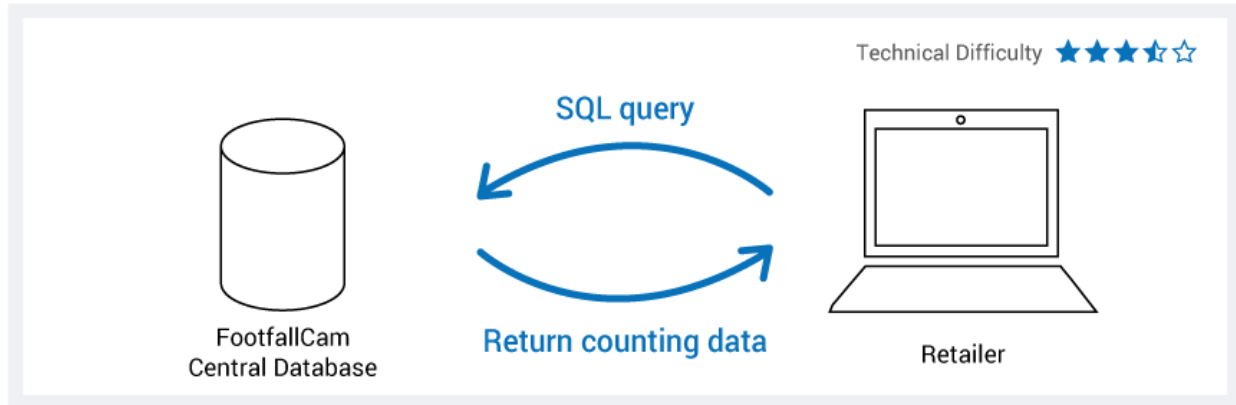 Technical Difficulty
SQL query
FootfallCam
Central Database
Return counting data
Retailer